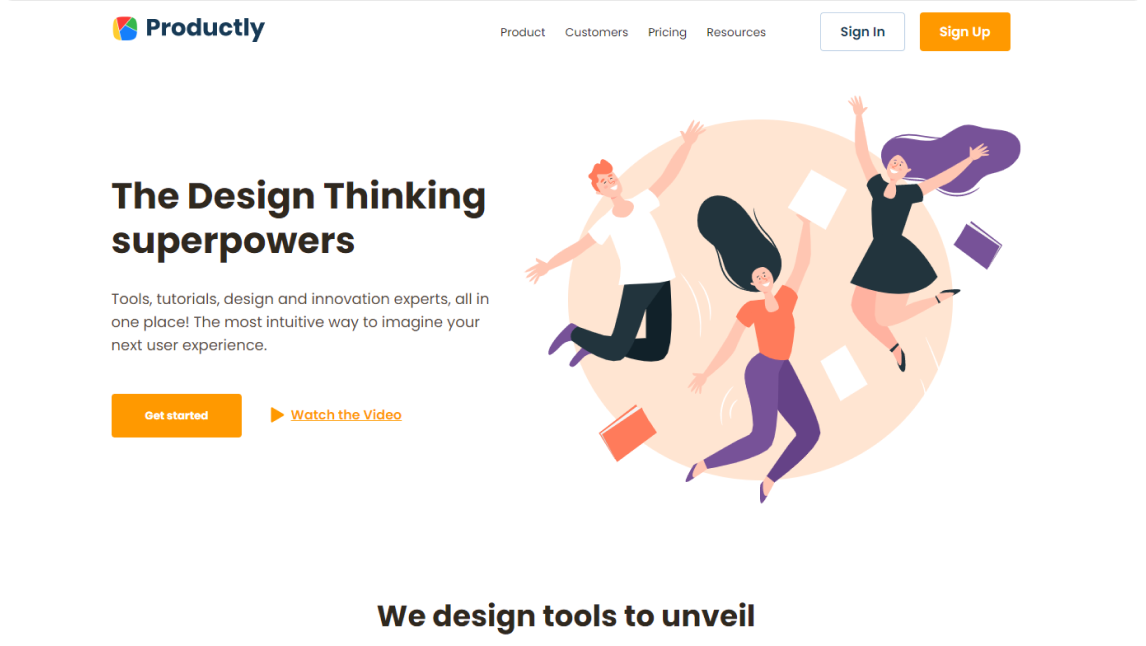 Productly
Product Customers Pricing Resources Sign In Sign Up
The Design Thinking
superpowers
Tools, tutorials, design and innovation experts, all in
one place! The most intuitive way to imagine your
next user experience.
Get started Watch the Video
We design tools to unveil